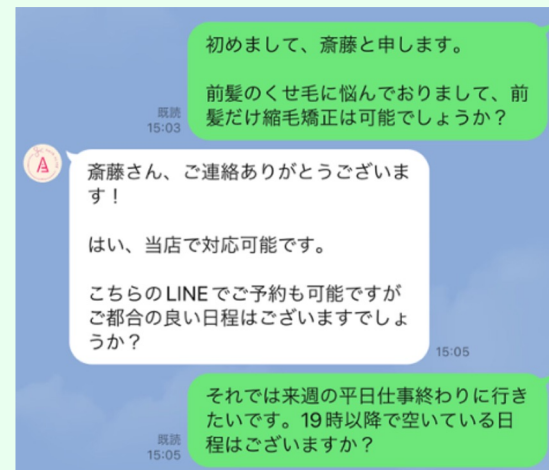 初めまして、斎藤と申します。
前髪のくせ毛に悩んでおりまして、前
髪だけ縮毛矯正は可能でしょうか？
既読
15:03
A
斎藤さん、ご連絡ありがとうございま
す！
はい、当店で対応可能です。
こちらのLINEでご予約も可能ですが
ご都合の良い日程はございますでしょ
うか？
15:05
それでは来週の平日仕事終わりに行き
たいです。19時以降で空いている日
程はございますか？
既読
15:05